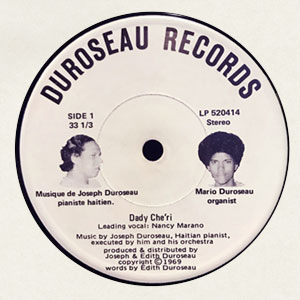 DUROSEAU RECORDS
SIDE 1
33 1/3
LP 520414
Stereo
Musique de Joseph Duroseau
pianiste haitien.
Mario Duroseau
organist
Dady Che'ri
Leading vocal: Nancy Marano
Music by Joseph Duroseau, Haitian pianist,
executed by him and his orchestra
produced & distributed by
Joseph & Edith Duroseau
copyright ©1969
words by Edith Duroseau